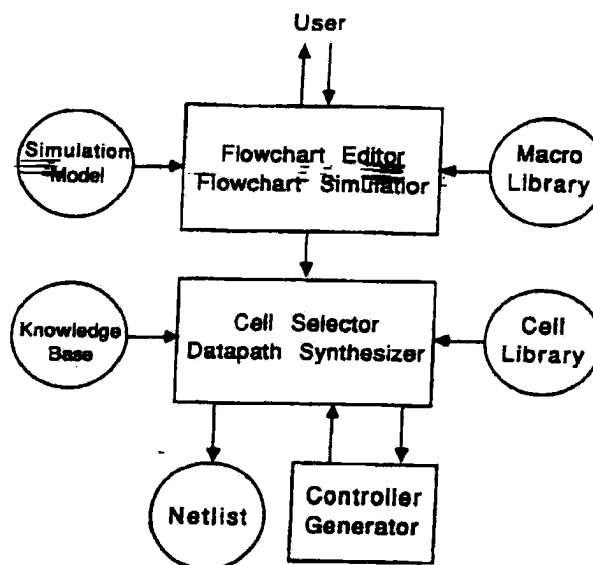 User
Simulation
Model
Flowchart Editor
Flowchart Simulatior
Macro
Library
Knowledge
Base
Cell Selector
Datapath Synthesizer
Cell
Library
Netlist
Controller
Generator